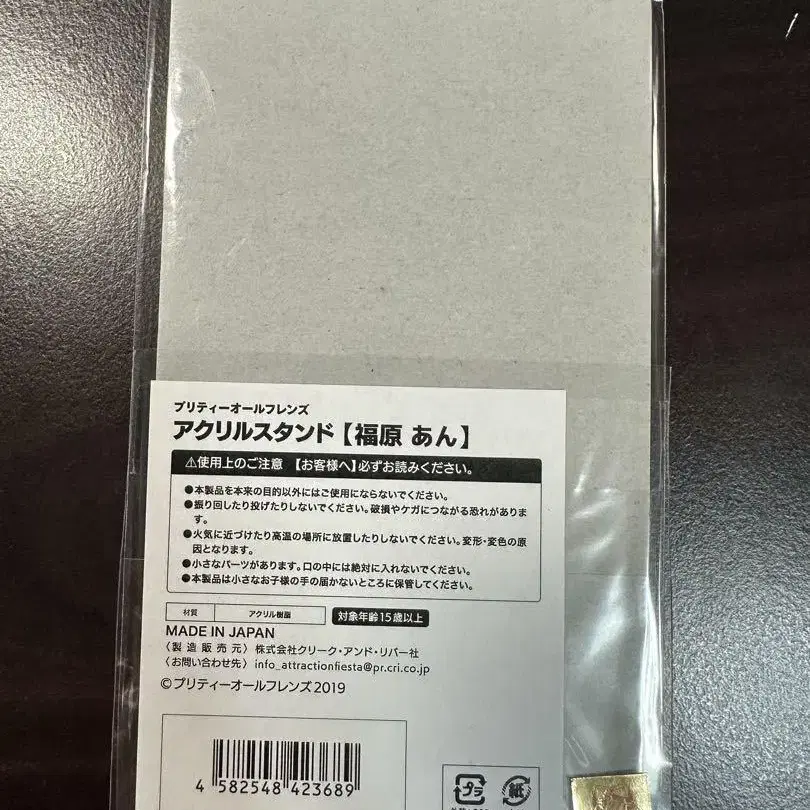 プリティーオールフレンズ
アクリルスタンド【福原 あん】
⚠使用上のご注意 【お客様へ】必ずお読みください。
●本製品を本来の目的以外にはご使用にならないでください。
●振り回したり投げたりしないでください。破損やケガにつながる恐れがありま
す。
●火気に近づけたり高温の場所に放置したりしないでください。変形・変色の原
因となります。
●小さなパーツがあります。口の中には絶対に入れないでください。
●本製品は小さなお子様の手の届かないところに保管してください。
材質 アクリル樹脂 対象年齢15歳以上
MADE IN JAPAN
〈製造販売元〉 株式会社クリーク・アンド・リバー社
〈お問い合わせ先〉 info_attractionfiesta@pr.cri.co.jp
©プリティーオールフレンズ2019
4 582548 423689
プラ 紙